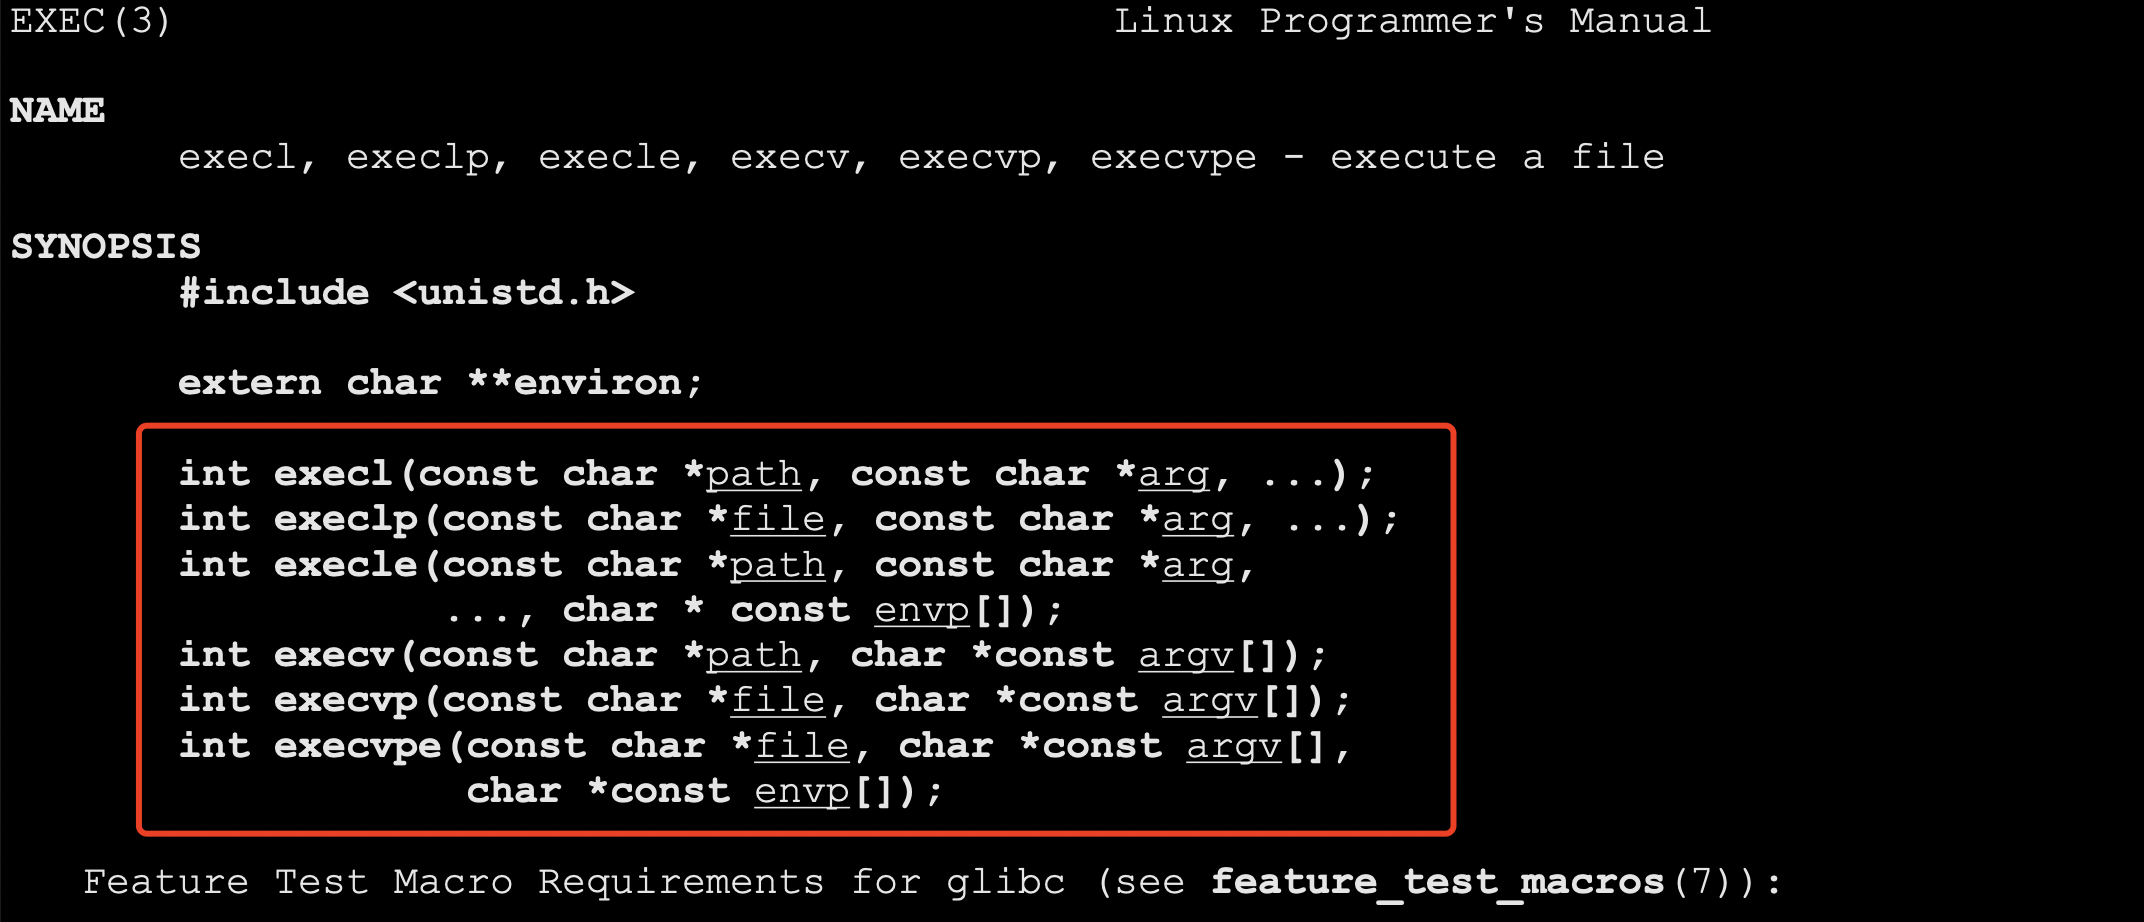 EXEC(3) Linux Programmer's Manual
NAME
execl, execlp, execle, execv, execvp, execvpe - execute a file
SYNOPSIS
#include <unistd.h>
extern char **environ;
int execl(const char *path, const char *arg, ...);
int execlp(const char *file, const char *arg, ...);
int execle(const char *path, const char *arg,
..., char * const envp[]);
int execv(const char *path, char *const argv[]);
int execvp(const char *file, char *const argv[]);
int execvpe(const char *file, char *const argv[],
char *const envp[]);
Feature Test Macro Requirements for glibc (see feature_test_macros(7)):